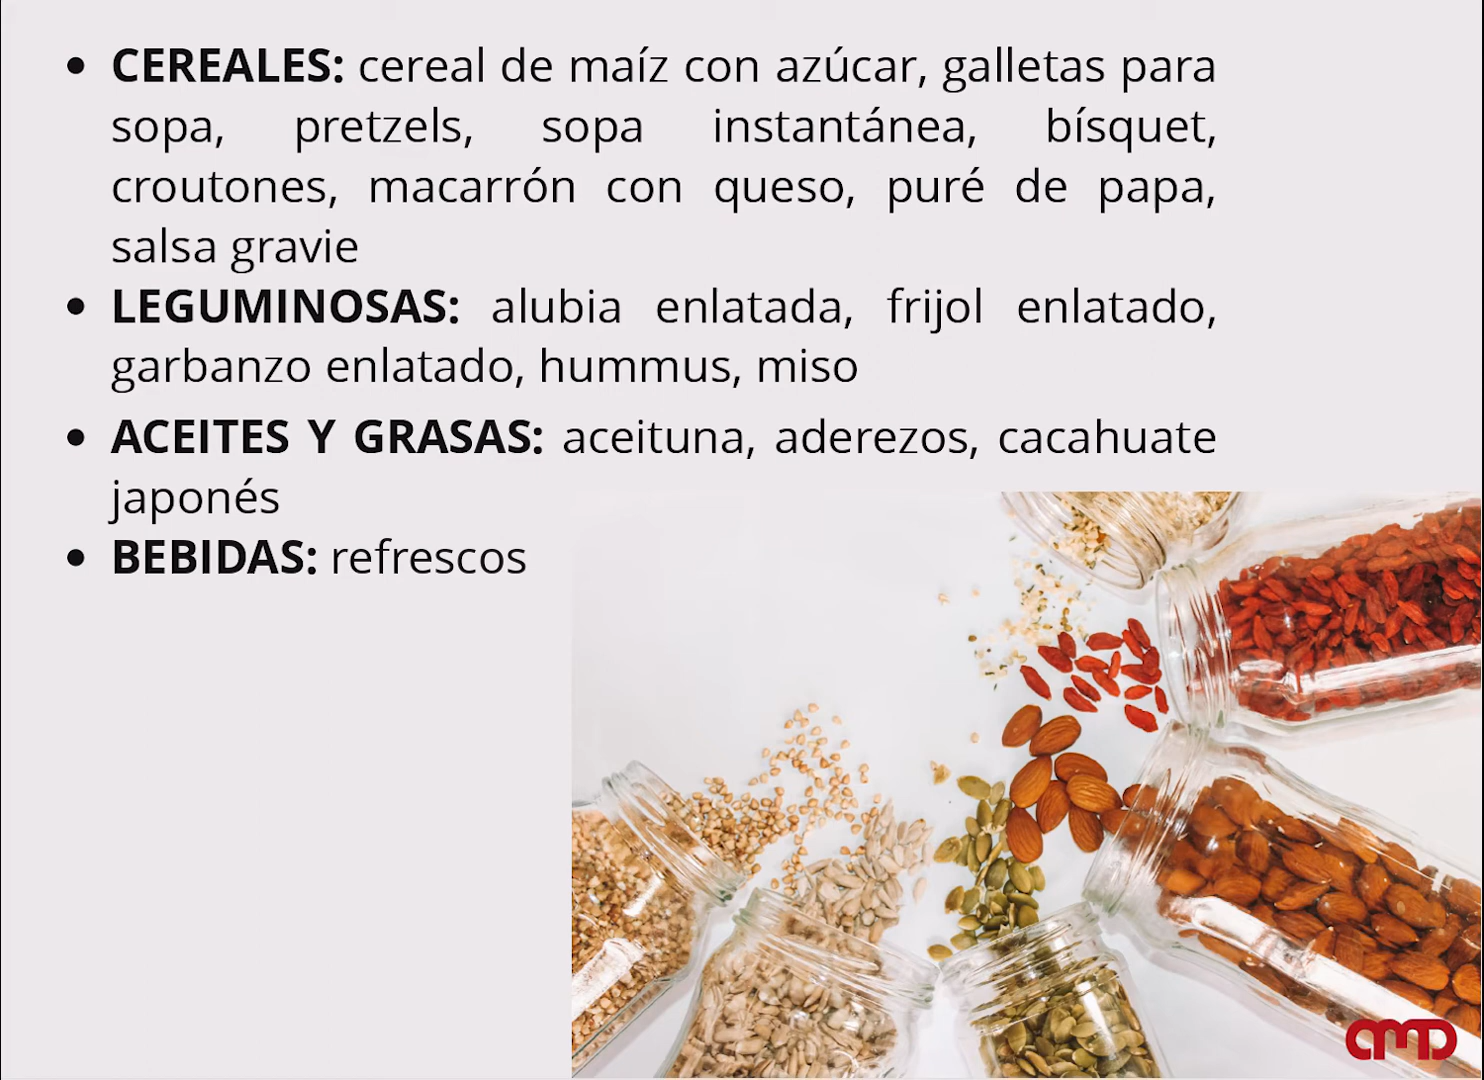 • CEREALES: cereal de maíz con azúcar, galletas para
sopa, pretzels, sopa instantánea, bísquet,
croutones, macarrón con queso, puré de papa,
salsa gravie
• LEGUMINOSAS: alubia enlatada, frijol enlatado,
garbanzo enlatado, hummus, miso
• ACEITES Y GRASAS: aceituna, aderezos, cacahuate
japonés
• BEBIDAS: refrescos